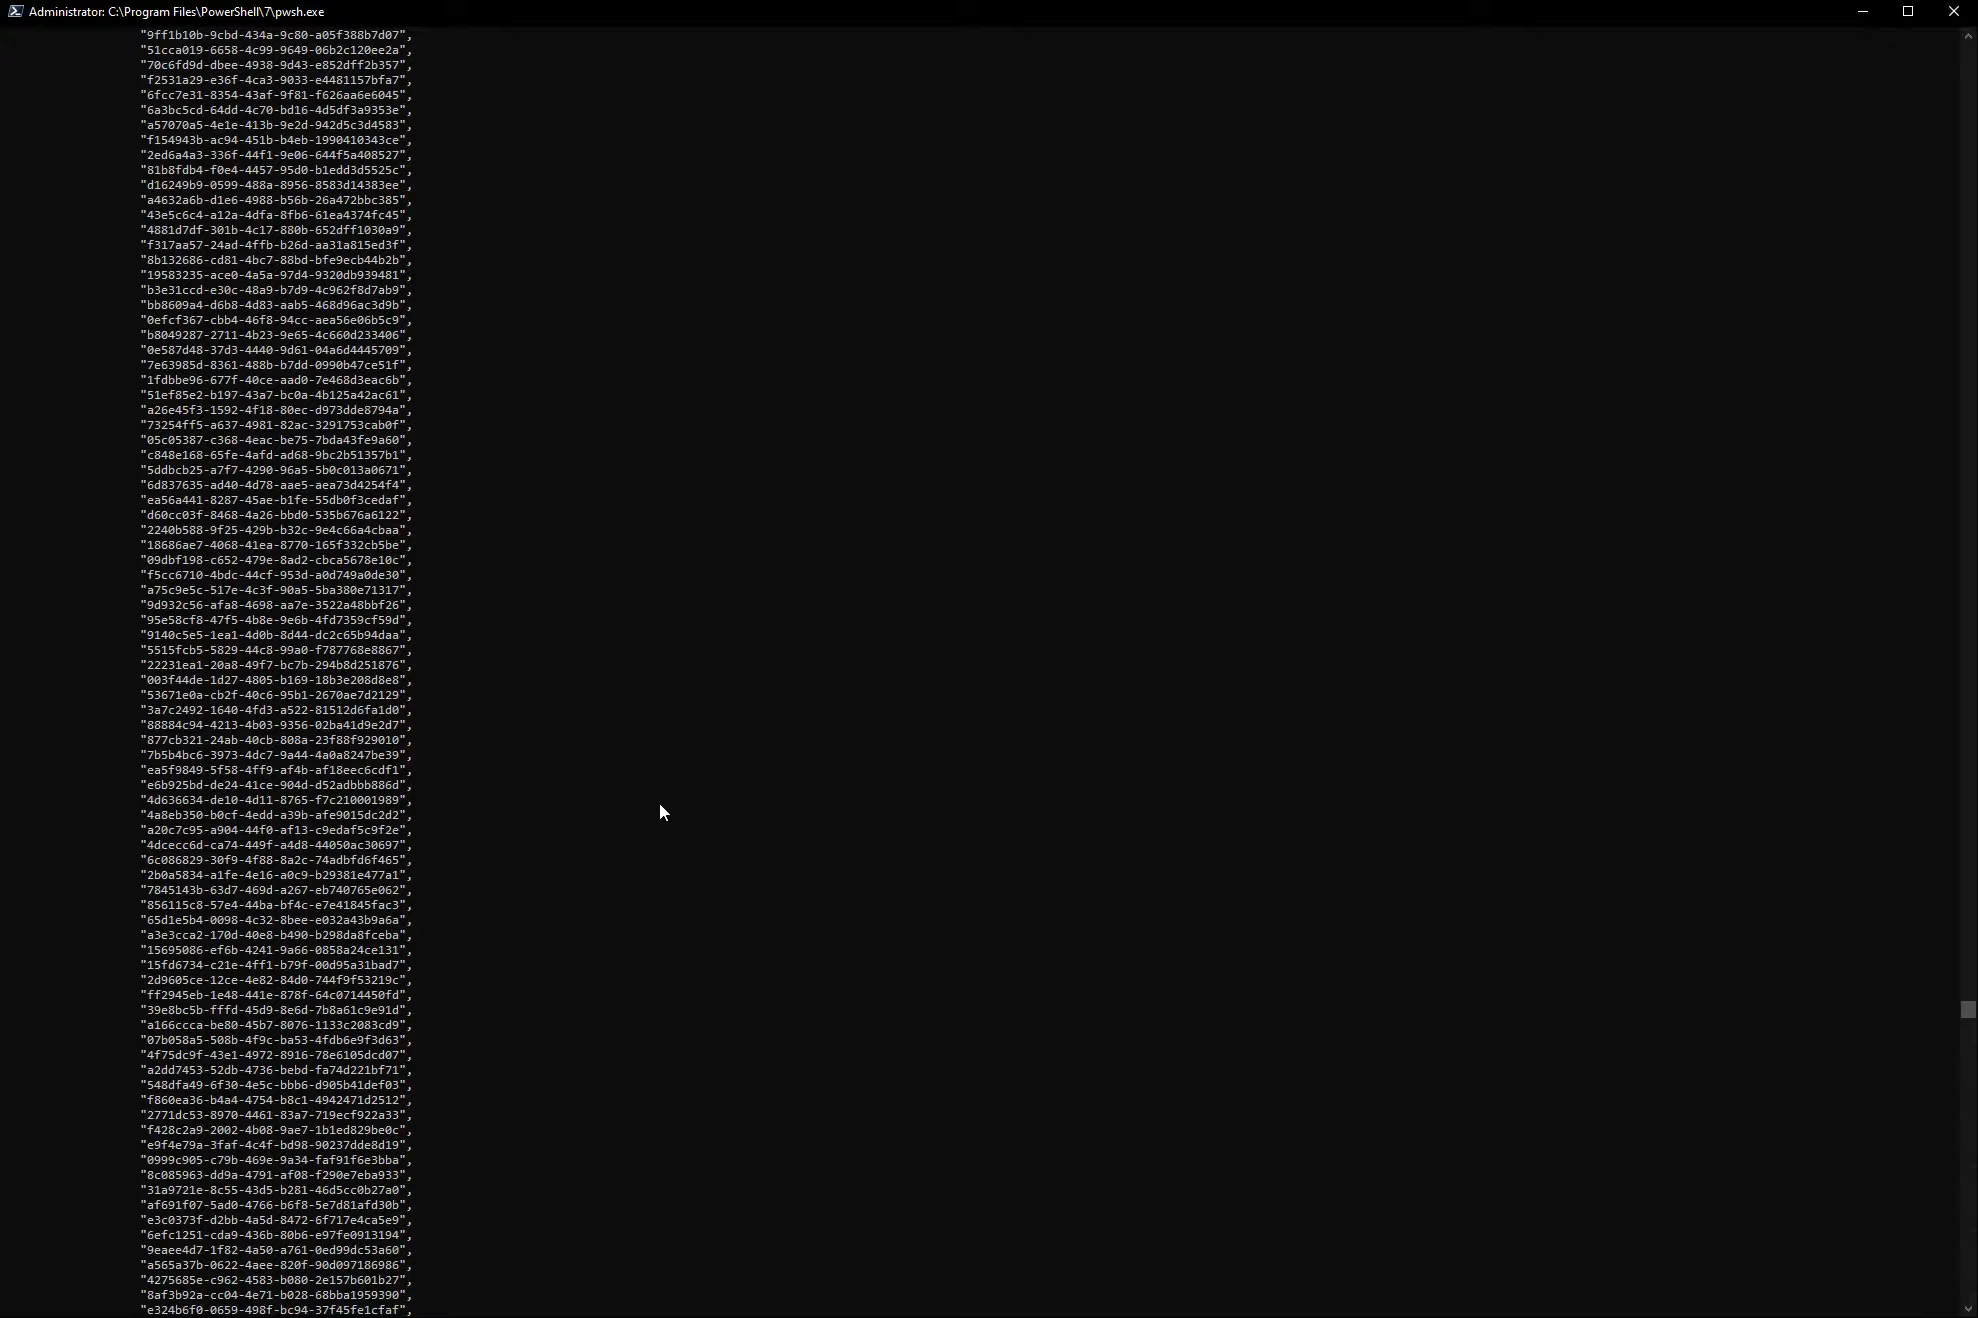 Administrator: C:\Program Files\PowerShell\7\pwsh.exe
"9ff1b10b-9cbd-434a-9c80-a05f388b7d07",
"51cca019-6658-4c99-9649-06b2c120ee2a",
"70c6fd9d-dbee-4938-9d43-e852dff2b357",
"f2531a29-e36f-4ca3-9033-e4481157bfa7",
"6fcc7e31-8354-43af-9f81-f626aa6e6045",
"6a3bc5cd-64dd-4c70-bd16-4d5df3a9353e",
"a57070a5-4e1e-413b-9e2d-942d5c3d4583",
"f154943b-ac94-451b-b4eb-1990410343ce",
"2ed6a4a3-336f-44f1-9e06-644f5a408527",
"81b8fdb4-f0e4-4457-95d0-b1edd3d5525c",
"d16249b9-0599-488a-8956-8583d14383ee",
"a4632a6b-d1e6-4988-b56b-26a472bbc385",
"43e5c6c4-a12a-4dfa-8fb6-61ea4374fc45",
"4881d7df-301b-4c17-880b-652dff1030a9",
"f317aa57-24ad-4ffb-b26d-aa31a815ed3f",
"8b132686-cd81-4bc7-88bd-bfe9ecb44b2b",
"19583235-ace0-4a5a-97d4-9320db939481",
"b3e31ccd-e30c-48a9-b7d9-4c962f8d7ab9",
"bb8609a4-d6b8-4d83-aab5-468d96ac3d9b",
"0efcf367-cbb4-46f8-94cc-aea56e06b5c9",
"b8049287-2711-4b23-9e65-4c660d233406",
"0e587d48-37d3-4440-9d61-04a6d4445709",
"7e63985d-8361-488b-b7dd-0990b47ce51f",
"1fdbbe96-677f-40ce-aad0-7e468d3eac6b",
"51ef85e2-b197-43a7-bc0a-4b125a42ac61",
"a26e45f3-1592-4f18-80ec-d973dde8794a",
"73254ff5-a637-4981-82ac-3291753cab0f",
"05c05387-c368-4eac-be75-7bda43fe9a60",
"c848e168-65fe-4afd-ad68-9bc2b51357b1",
"5ddbcb25-a7f7-4290-96a5-5b0c013a0671",
"6d837635-ad40-4d78-aae5-aea73d4254f4",
"ea56a441-8287-45ae-b1fe-55db0f3cedaf",
"d60cc03f-8468-4a26-bbd0-535b676a6122",
"2240b588-9f25-429b-b32c-9e4c66a4cbaa",
"18686ae7-4068-41ea-8770-165f332cb5be",
"09dbf198-c652-479e-8ad2-cbca5678e10c",
"f5cc6710-4bdc-44cf-953d-a0d749a0de30",
"a75c9e5c-517e-4c3f-90a5-5ba380e71317",
"9d932c56-afa8-4698-aa7e-3522a48bbf26",
"95e58cf8-47f5-4b8e-9e6b-4fd7359cf59d",
"9140c5e5-1ea1-4d0b-8d44-dc2c65b94daa",
"5515fcb5-5829-44c8-99a0-f787768e8867",
"22231ea1-20a8-49f7-bc7b-294b8d251876",
"003f44de-1d27-4805-b169-18b3e208d8e8",
"53671e0a-cb2f-40c6-95b1-2670ae7d2129",
"3a7c2492-1640-4fd3-a522-81512d6fa1d0",
"88884c94-4213-4b03-9356-02ba41d9e2d7",
"877cb321-24ab-40cb-808a-23f88f929010",
"7b5b4bc6-3973-4dc7-9a44-4a0a8247be39",
"ea5f9849-5f58-4ff9-af4b-af18eec6cdf1",
"e6b925bd-de24-41ce-904d-d52adbbb886d",
"4d636634-de10-4d11-8765-f7c210001989",
"4a8eb350-b0cf-4edd-a39b-afe9015dc2d2",
"a20c7c95-a904-44f0-af13-c9edaf5c9f2e",
"4dcecc6d-ca74-449f-a4d8-44050ac30697",
"6c086829-30f9-4f88-8a2c-74adbfd6f465",
"2b0a5834-a1fe-4e16-a0c9-b29381e477a1",
"7845143b-63d7-469d-a267-eb740765e062",
"856115c8-57e4-44ba-bf4c-e7e41845fac3",
"65d1e5b4-0098-4c32-8bee-e032a43b9a6a",
"a3e3cca2-170d-40e8-b490-b298da8fceba",
"15695086-ef6b-4241-9a66-0858a24ce131",
"15fd6734-c21e-4ff1-b79f-00d95a31bad7",
"2d9605ce-12ce-4e82-84d0-744f9f53219c",
"ff2945eb-1e48-441e-878f-64c0714450fd",
"39e8bc5b-fffd-45d9-8e6d-7b8a61c9e91d",
"a166ccca-be80-45b7-8076-1133c2083cd9",
"07b058a5-508b-4f9c-ba53-4fdb6e9f3d63",
"4f75dc9f-43e1-4972-8916-78e6105dcd07",
"a2dd7453-52db-4736-bebd-fa74d221bf71",
"548dfa49-6f30-4e5c-bbb6-d905b41def03",
"f860ea36-b4a4-4754-b8c1-4942471d2512",
"2771dc53-8970-4461-83a7-719ecf922a33",
"f428c2a9-2002-4b08-9ae7-1b1ed829be0c",
"e9f4e79a-3faf-4c4f-bd98-90237dde8d19",
"0999c905-c79b-469e-9a34-faf91f6e3bba",
"8c085963-dd9a-4791-af08-f290e7eba933",
"31a9721e-8c55-43d5-b281-46d5cc0b27a0",
"af691f07-5ad0-4766-b6f8-5e7d81afd30b",
"e3c0373f-d2bb-4a5d-8472-6f717e4ca5e9",
"6efc1251-cda9-436b-80b6-e97fe0913194",
"9eaee4d7-1f82-4a50-a761-0ed99dc53a60",
"a565a37b-0622-4aee-820f-90d097186986",
"4275685e-c962-4583-b080-2e157b601b27",
"8af3b92a-cc04-4e71-b028-68bba1959390",
"e324b6f0-0659-498f-bc94-37f45fe1cfaf",